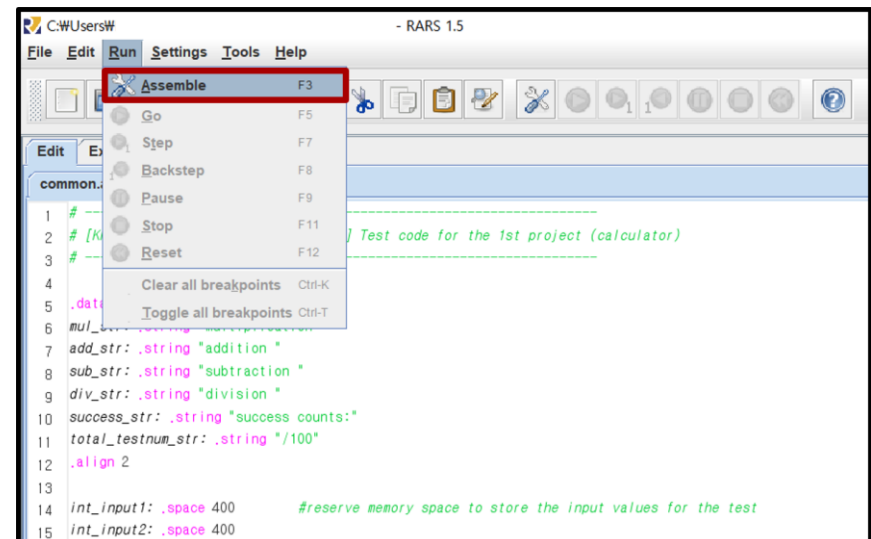 C:₩Users₩ - RARS 1.5
File Edit Run Settings Tools Help
Assemble F3
Go F5
Step F7
Backstep F8
Pause F9
Stop F11
Reset F12
Clear all breakpoints Ctrl-K
Toggle all breakpoints Ctrl-T
Edit
common.
1 # -----------------------------------
2 # ] Test code for the 1st project (calculator)
3 # -----------------------------------
4
5 .data
6 mul_str: .string "multiplication "
7 add_str: .string "addition "
8 sub_str: .string "subtraction "
9 div_str: .string "division "
10 success_str: .string "success counts:"
11 total_testnum_str: .string "/100"
12 .align 2
13
14 int_input1: .space 400 #reserve memory space to store the input values for the test
15 int_input2: .space 400